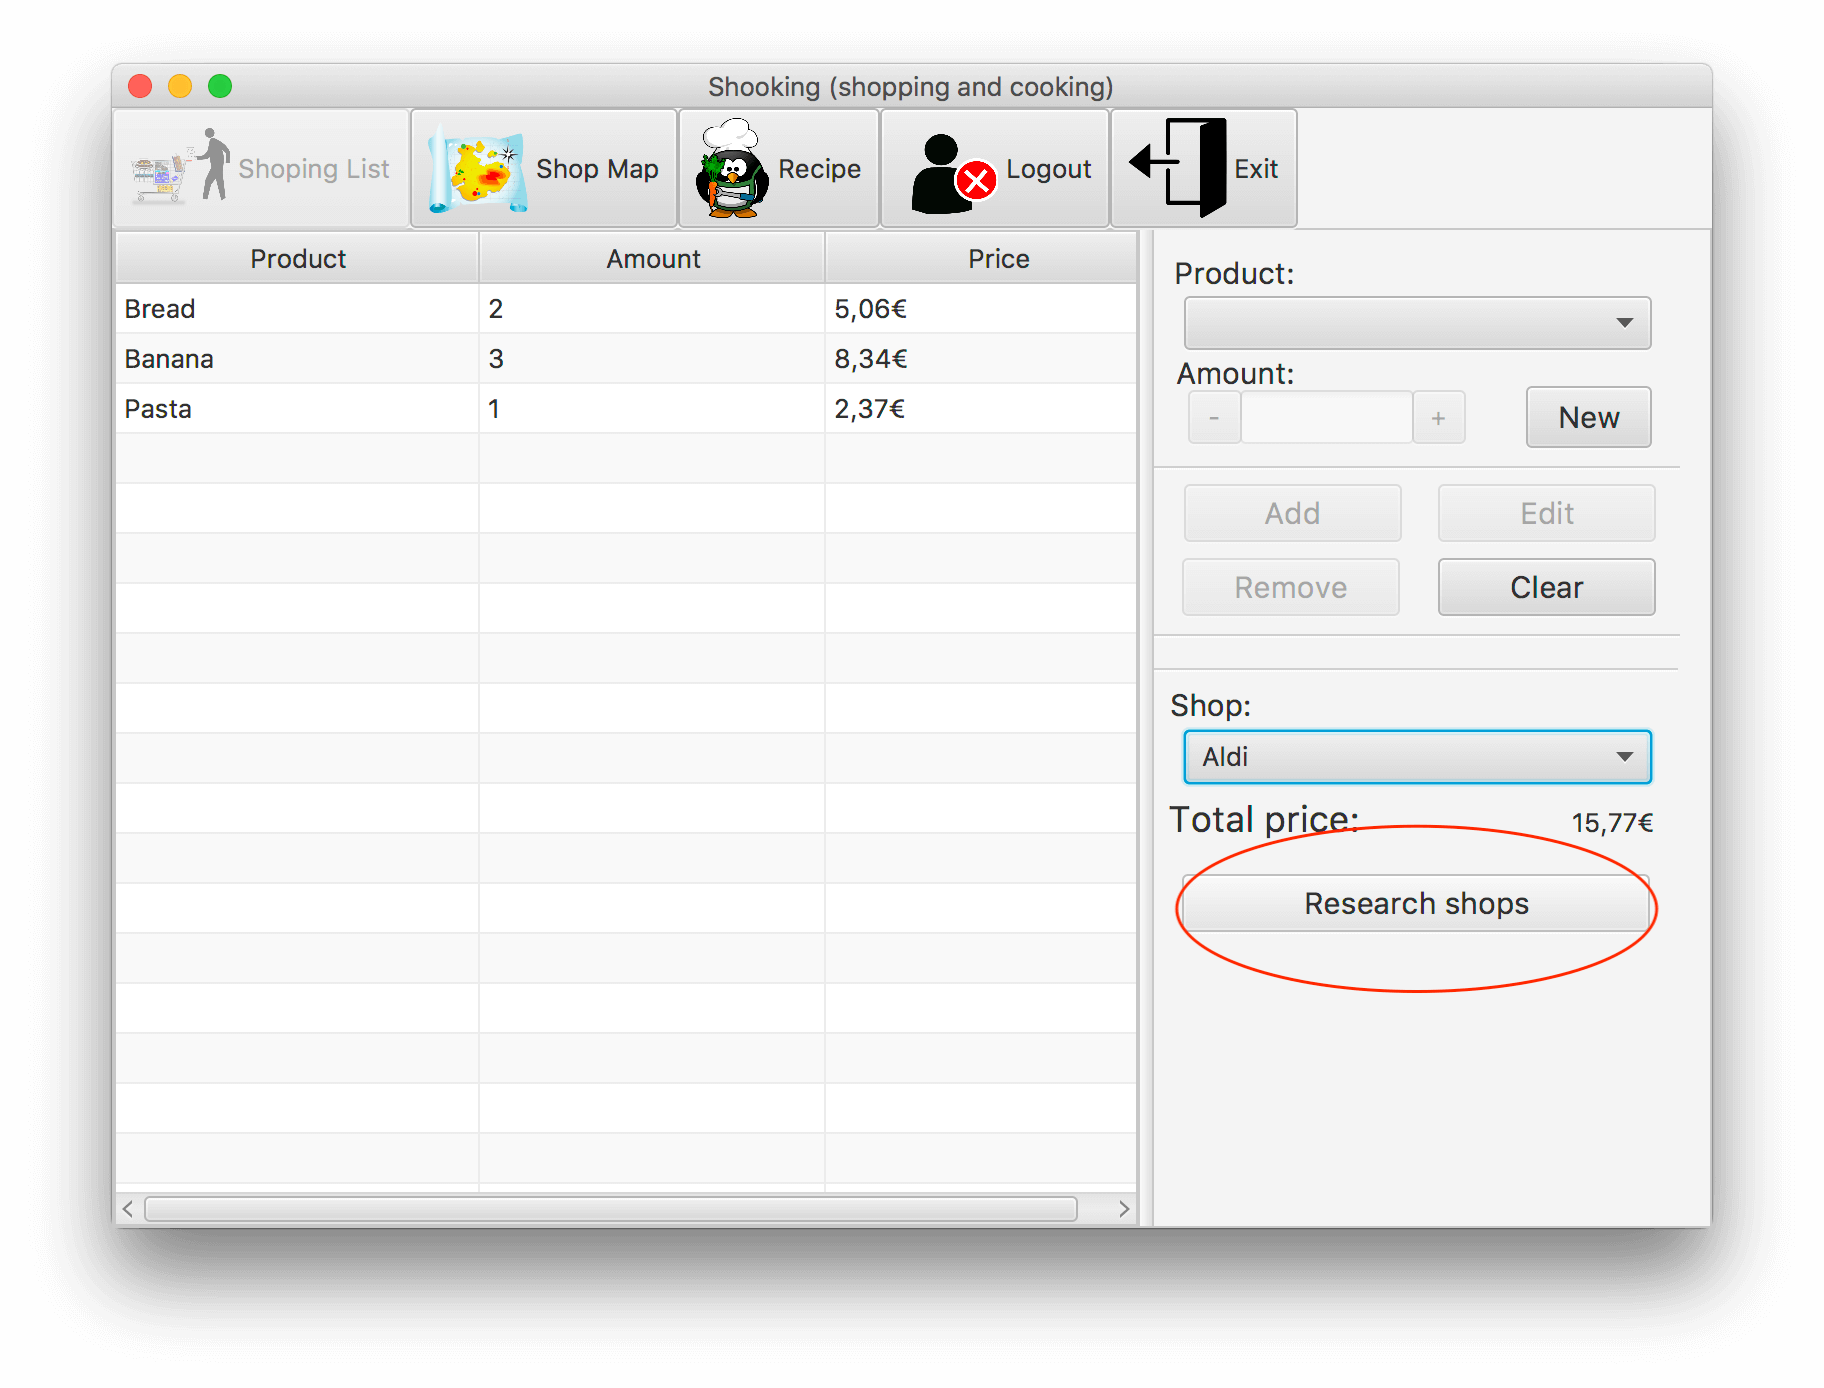 Shooking (shopping and cooking)
Shoping List
Shop Map
Recipe
Logout
Exit
Product Amount Price
Bread 2 5,06€
Banana 3 8,34€
Pasta 1 2,37€
Product:
Amount:
- +
New
Add Edit
Remove Clear
Shop:
Aldi
Total price: 15,77€
Research shops